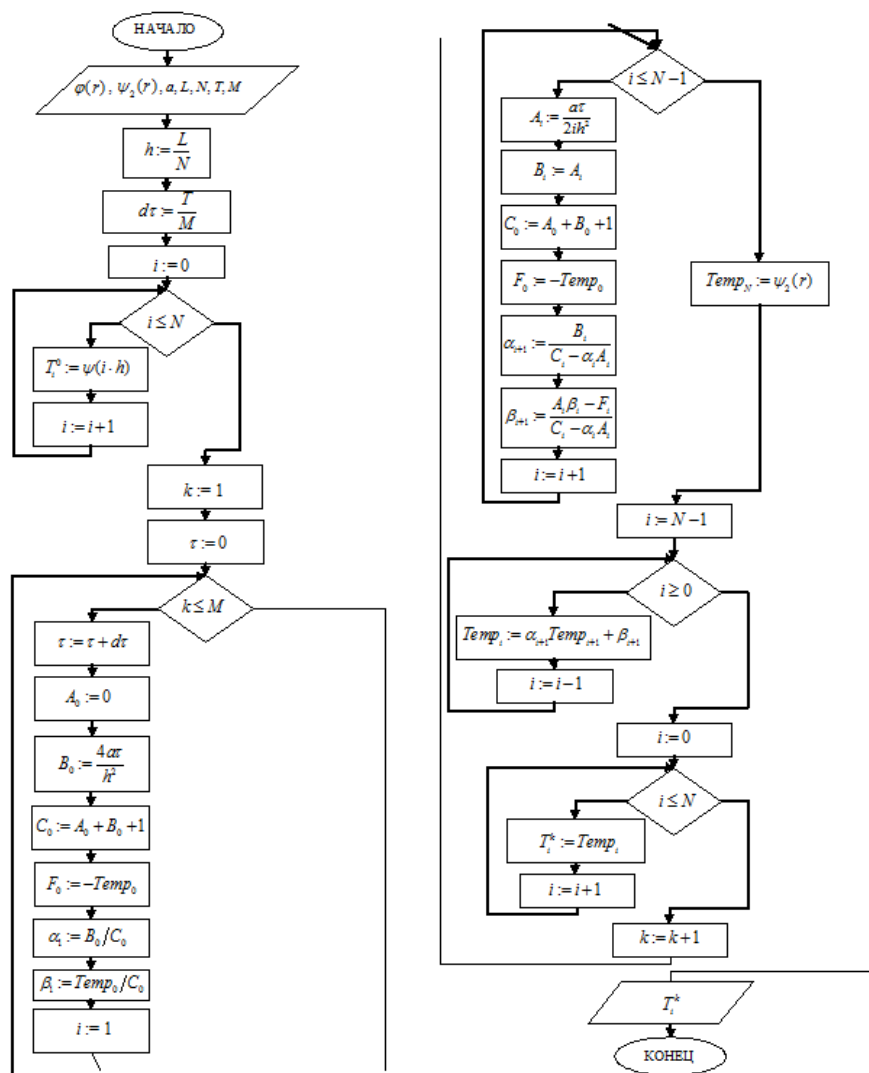 НАЧАЛО
φ(r), ψ₂(r), a, L, N, T, M
h := L/N
dτ := T/M
i := 0
i ≤ N
T_i^0 := ψ(i·h)
i := i+1
k := 1
τ := 0
k ≤ M
τ := τ + dτ
A₀ := 0
B₀ := 4aτ/h²
C₀ := A₀ + B₀ + 1
F₀ := −Temp₀
α₁ := B₀/C₀
β₁ := Temp₀/C₀
i := 1
i ≤ N−1
A_i := aτ/2ih²
B_i := A_i
C₀ := A₀ + B₀ + 1
F₀ := −Temp₀
α_{i+1} := B_i/(C_i − α_i A_i)
β_{i+1} := (A_i β_i − F_i)/(C_i − α_i A_i)
i := i+1
Temp_N := ψ₂(r)
i := N−1
i ≥ 0
Temp_i := α_{i+1}Temp_{i+1} + β_{i+1}
i := i−1
i := 0
i ≤ N
T_i^k := Temp_i
i := i+1
k := k+1
T_i^k
КОНЕЦ